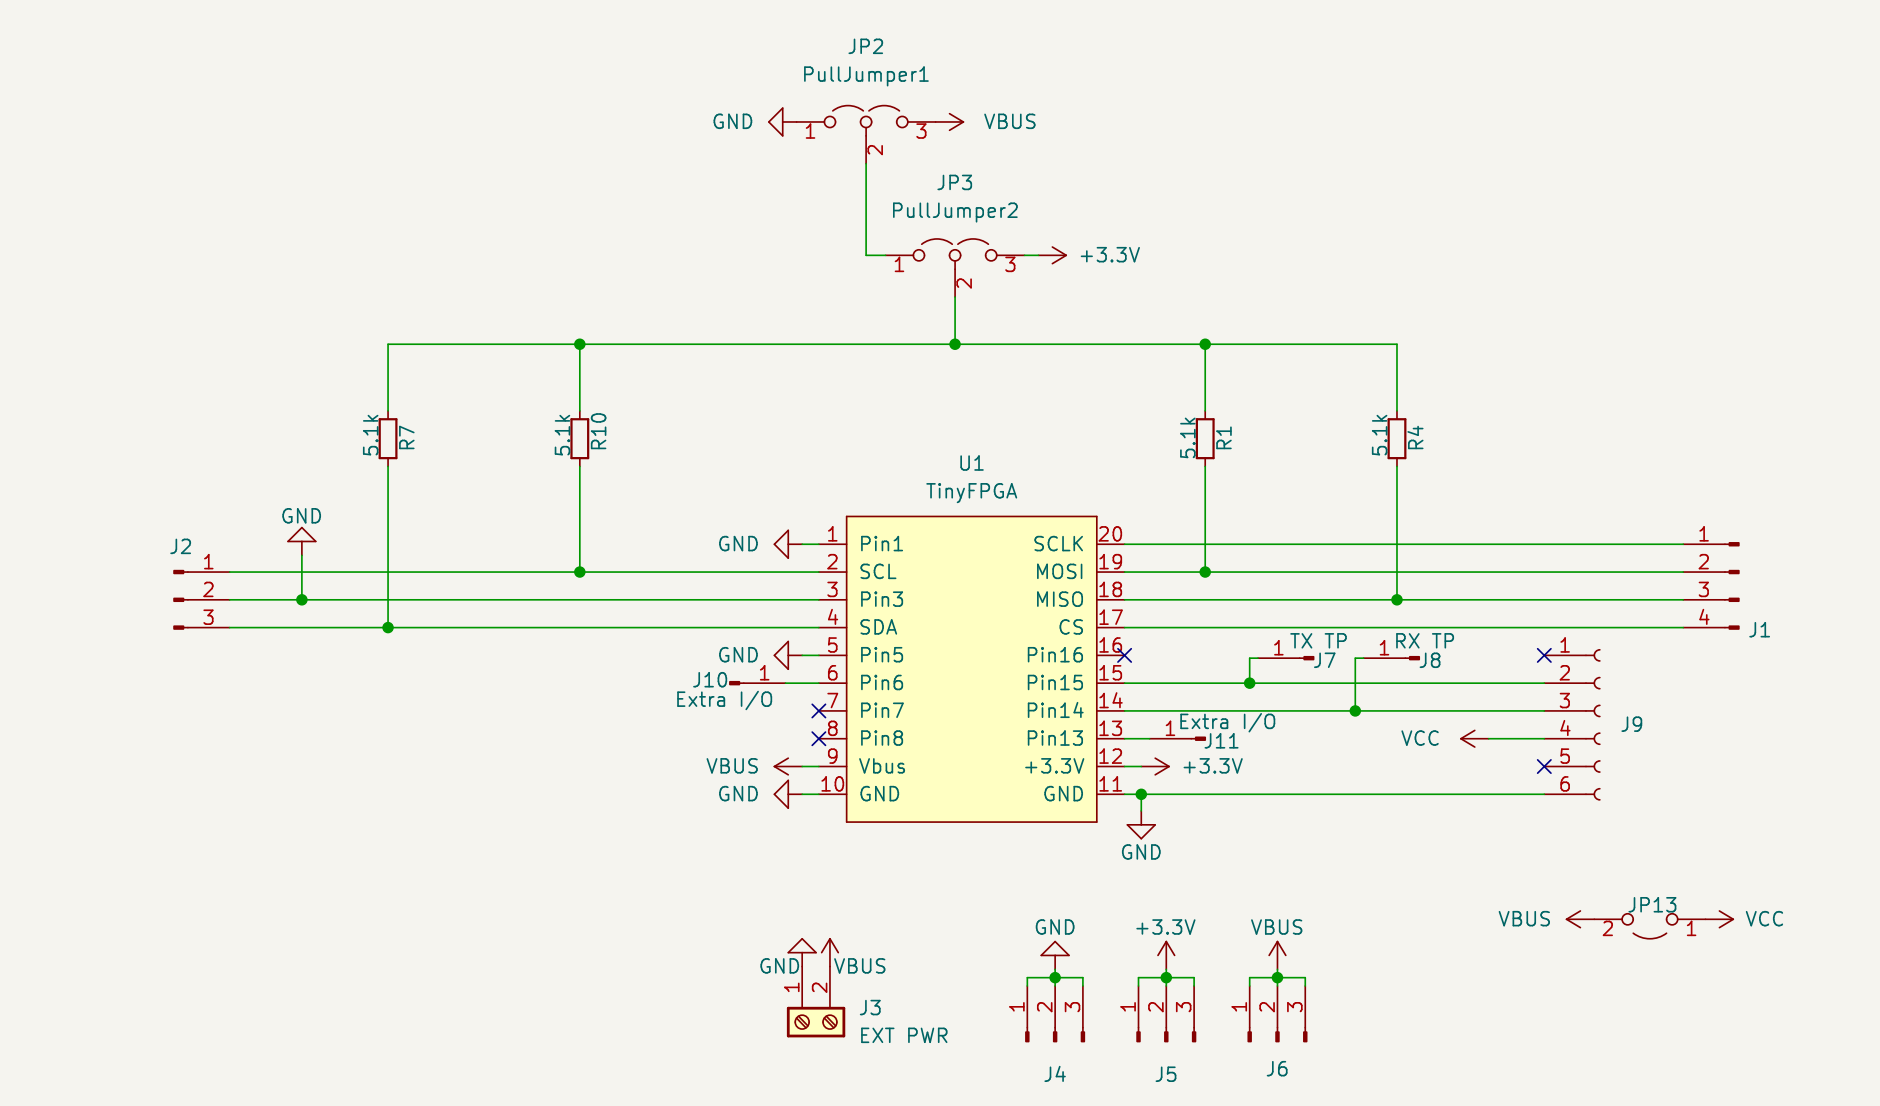 JP2
PullJumper1
GND 1 2 3 VBUS
JP3
PullJumper2
1 2 3 +3.3V
5.1k R7
5.1k R10
5.1k R1
5.1k R4
U1
TinyFPGA
GND
J2
1
2
3
GND 1 Pin1
2 SCL
3 Pin3
4 SDA
GND 5 Pin5
J10 1 6 Pin6
Extra I/O
7 Pin7
8 Pin8
VBUS 9 Vbus
GND 10 GND
SCLK 20
MOSI 19
MISO 18
CS 17
Pin16 16
Pin15 15
Pin14 14
Pin13 13
+3.3V 12 +3.3V
GND 11
GND
1
2
3
4
J1
TX TP
1 J7
RX TP
1 J8
Extra I/O
1 J11
1
2
3
VCC 4
5
6
J9
GND VBUS
1 2
J3
EXT PWR
GND
1 2 3
J4
+3.3V
1 2 3
J5
VBUS
1 2 3
J6
JP13
VBUS 2 1 VCC